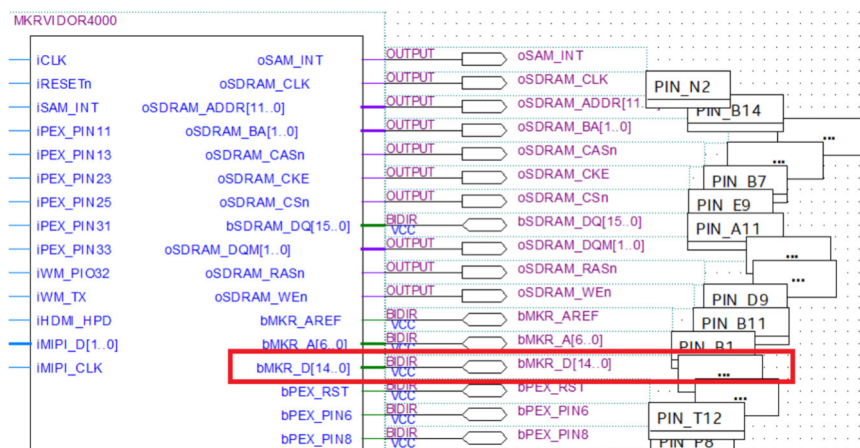 MKRVIDOR4000
iCLK oSAM_INT OUTPUT oSAM_INT
iRESETn oSDRAM_CLK OUTPUT oSDRAM_CLK PIN_N2
iSAM_INT oSDRAM_ADDR[11..0] OUTPUT oSDRAM_ADDR[11. PIN_B14
iPEX_PIN11 oSDRAM_BA[1..0] OUTPUT oSDRAM_BA[1..0] ...
iPEX_PIN13 oSDRAM_CASn OUTPUT oSDRAM_CASn ...
iPEX_PIN23 oSDRAM_CKE OUTPUT oSDRAM_CKE PIN_B7
iPEX_PIN25 oSDRAM_CSn OUTPUT oSDRAM_CSn PIN_E9
iPEX_PIN31 bSDRAM_DQ[15..0] BIDIR VCC bSDRAM_DQ[15..0] PIN_A11
iPEX_PIN33 oSDRAM_DQM[1..0] OUTPUT oSDRAM_DQM[1..0] ...
iWM_PIO32 oSDRAM_RASn OUTPUT oSDRAM_RASn ...
iWM_TX oSDRAM_WEn OUTPUT oSDRAM_WEn PIN_D9
iHDMI_HPD bMKR_AREF BIDIR VCC bMKR_AREF PIN_B11
iMIPI_D[1..0] bMKR_A[6..0] BIDIR VCC bMKR_A[6..0] PIN_B1
iMIPI_CLK bMKR_D[14..0] BIDIR VCC bMKR_D[14..0] ...
bPEX_RST BIDIR VCC bPEX_RST ...
bPEX_PIN6 BIDIR VCC bPEX_PIN6 PIN_T12
bPEX_PIN8 BIDIR VCC bPEX_PIN8 PIN_P8